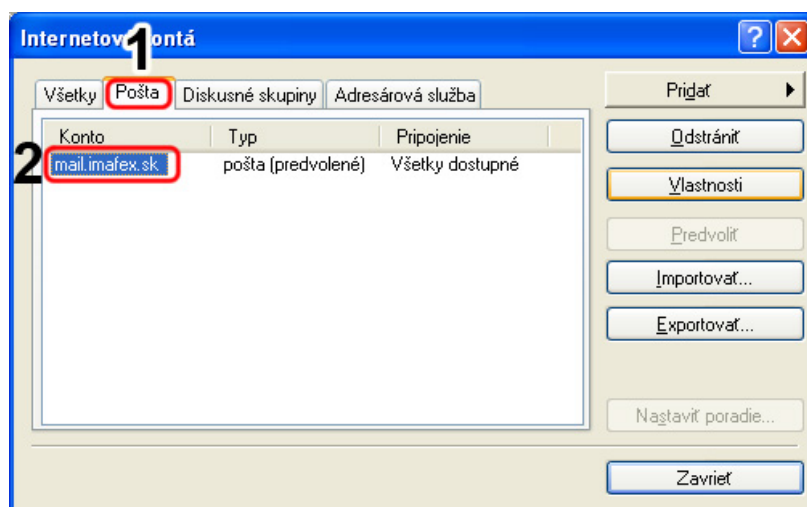 Internetov ontá
1
Všetky Pošta Diskusné skupiny Adresárová služba
Pridať
Konto Typ Pripojenie
Odstrániť
2 mail.imafex.sk pošta (predvolené) Všetky dostupné
Vlastnosti
Predvoliť
Importovať...
Exportovať...
Nastaviť poradie...
Zavrieť